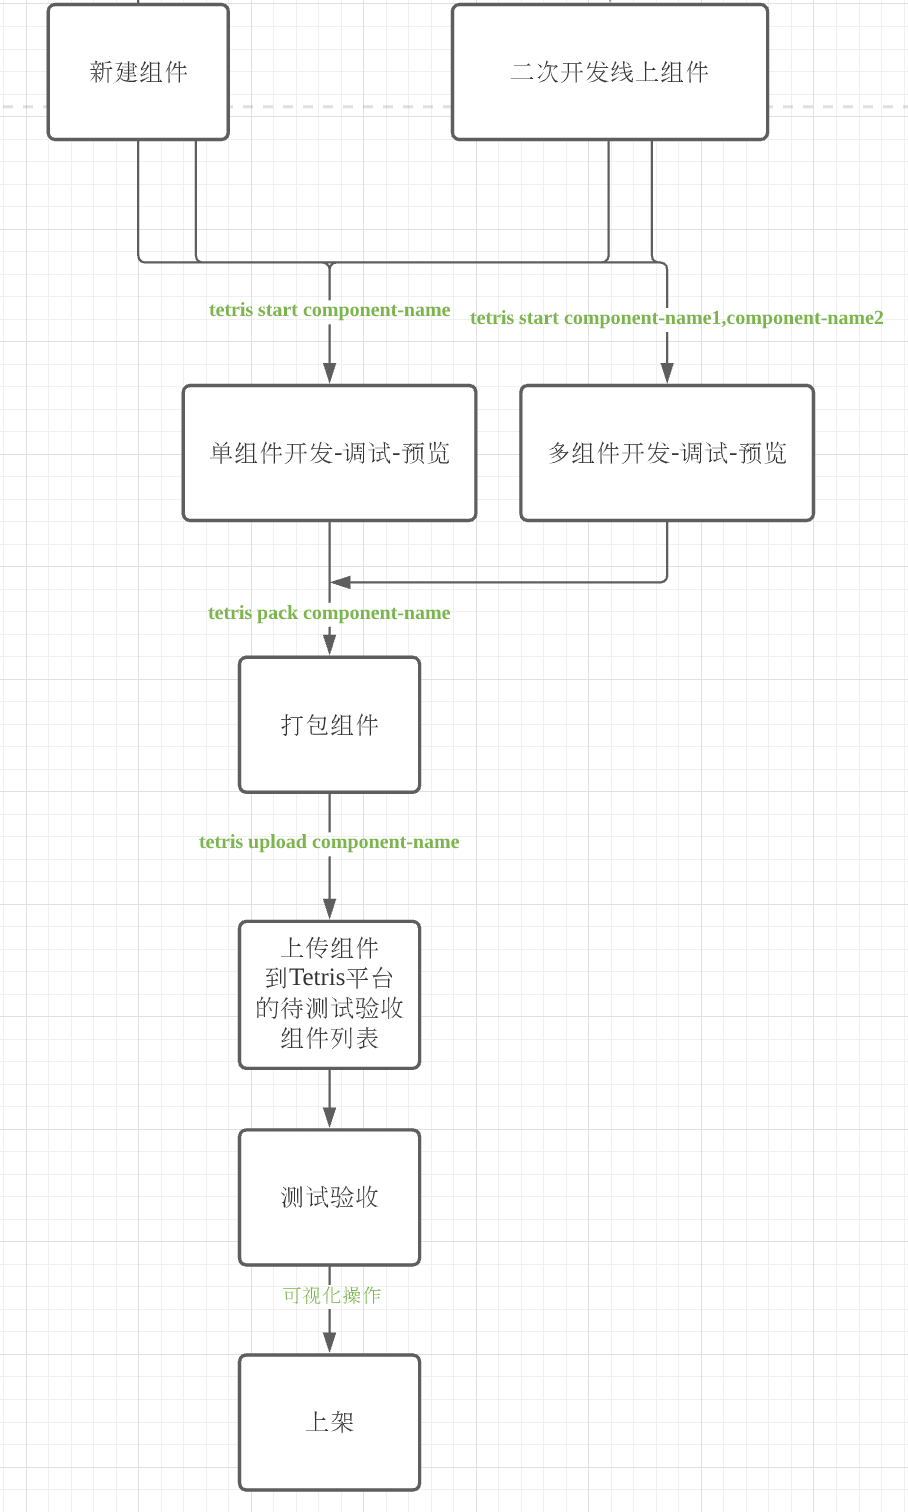 新建组件
二次开发线上组件
tetris start component-name
tetris start component-name1,component-name2
单组件开发-调试-预览
多组件开发-调试-预览
tetris pack component-name
打包组件
tetris upload component-name
上传组件
到Tetris平台
的待测试验收
组件列表
测试验收
可视化操作
上架